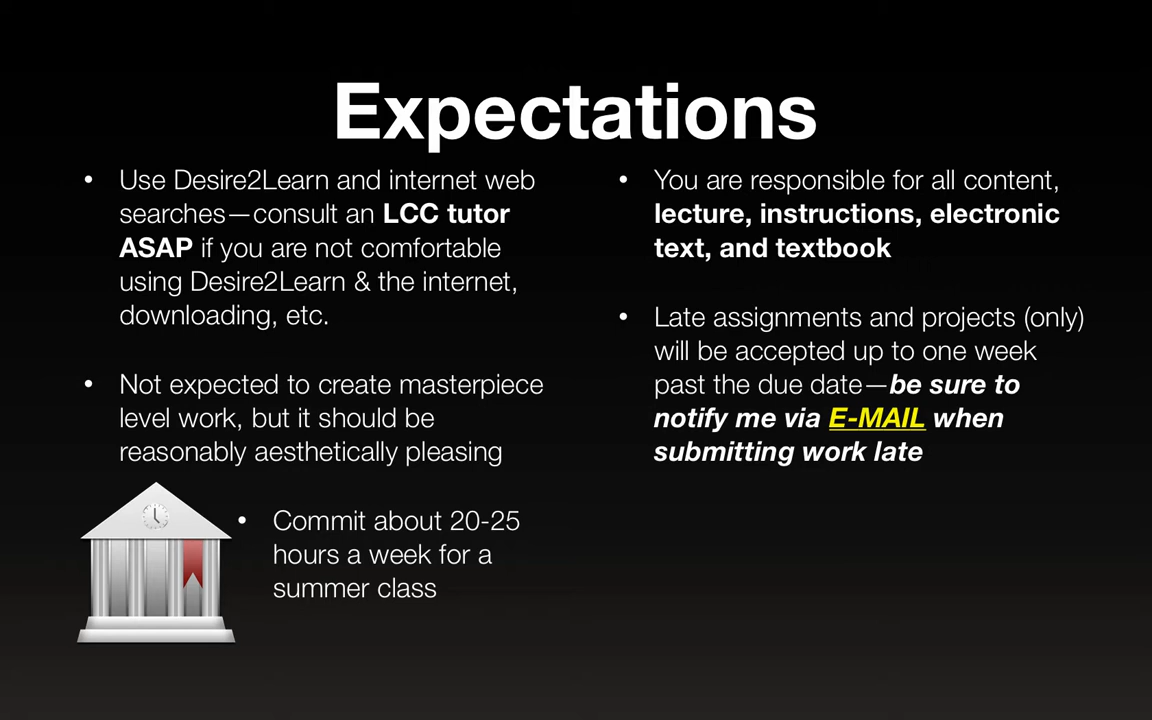 Expectations
• Use Desire2Learn and internet web
searches—consult an LCC tutor
ASAP if you are not comfortable
using Desire2Learn & the internet,
downloading, etc.
• Not expected to create masterpiece
level work, but it should be
reasonably aesthetically pleasing
• Commit about 20-25
hours a week for a
summer class
• You are responsible for all content,
lecture, instructions, electronic
text, and textbook
• Late assignments and projects (only)
will be accepted up to one week
past the due date—be sure to
notify me via E-MAIL when
submitting work late